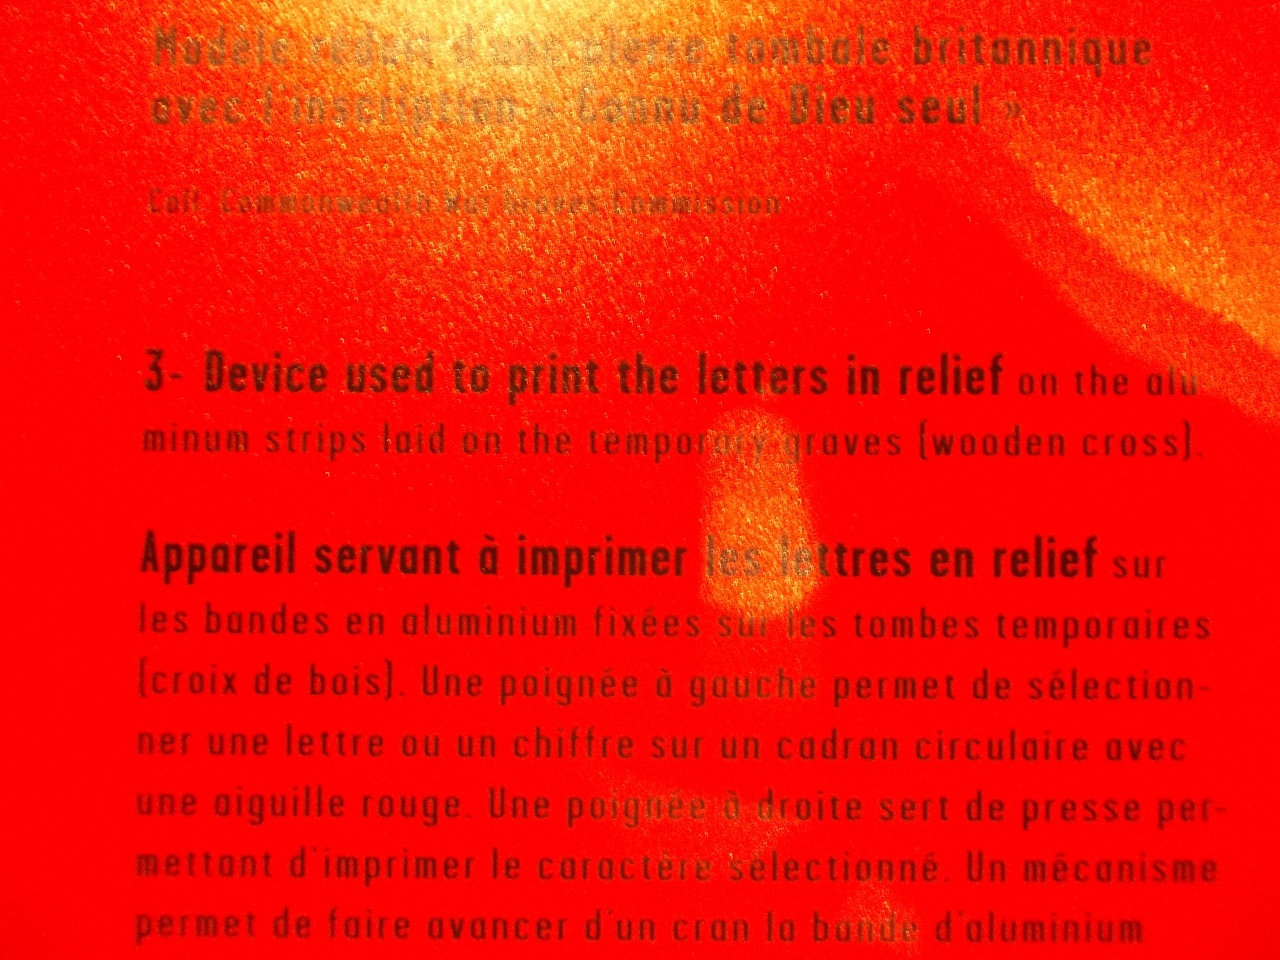 Modèle réduit d'une pierre tombale britannique
avec l'inscription « Connu de Dieu seul »
Coll. Commonwealth War Graves Commission
3- Device used to print the letters in relief on the alu
minum strips laid on the temporary graves (wooden cross).
Appareil servant à imprimer les lettres en relief sur
les bandes en aluminium fixées sur les tombes temporaires
(croix de bois). Une poignée à gauche permet de sélection-
ner une lettre ou un chiffre sur un cadran circulaire avec
une aiguille rouge. Une poignée à droite sert de presse per-
mettant d'imprimer le caractère sélectionné. Un mécanisme
permet de faire avancer d'un cran la bande d'aluminium